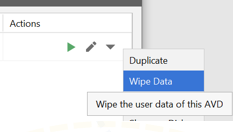 Actions
Duplicate
Wipe Data
Wipe the user data of this AVD